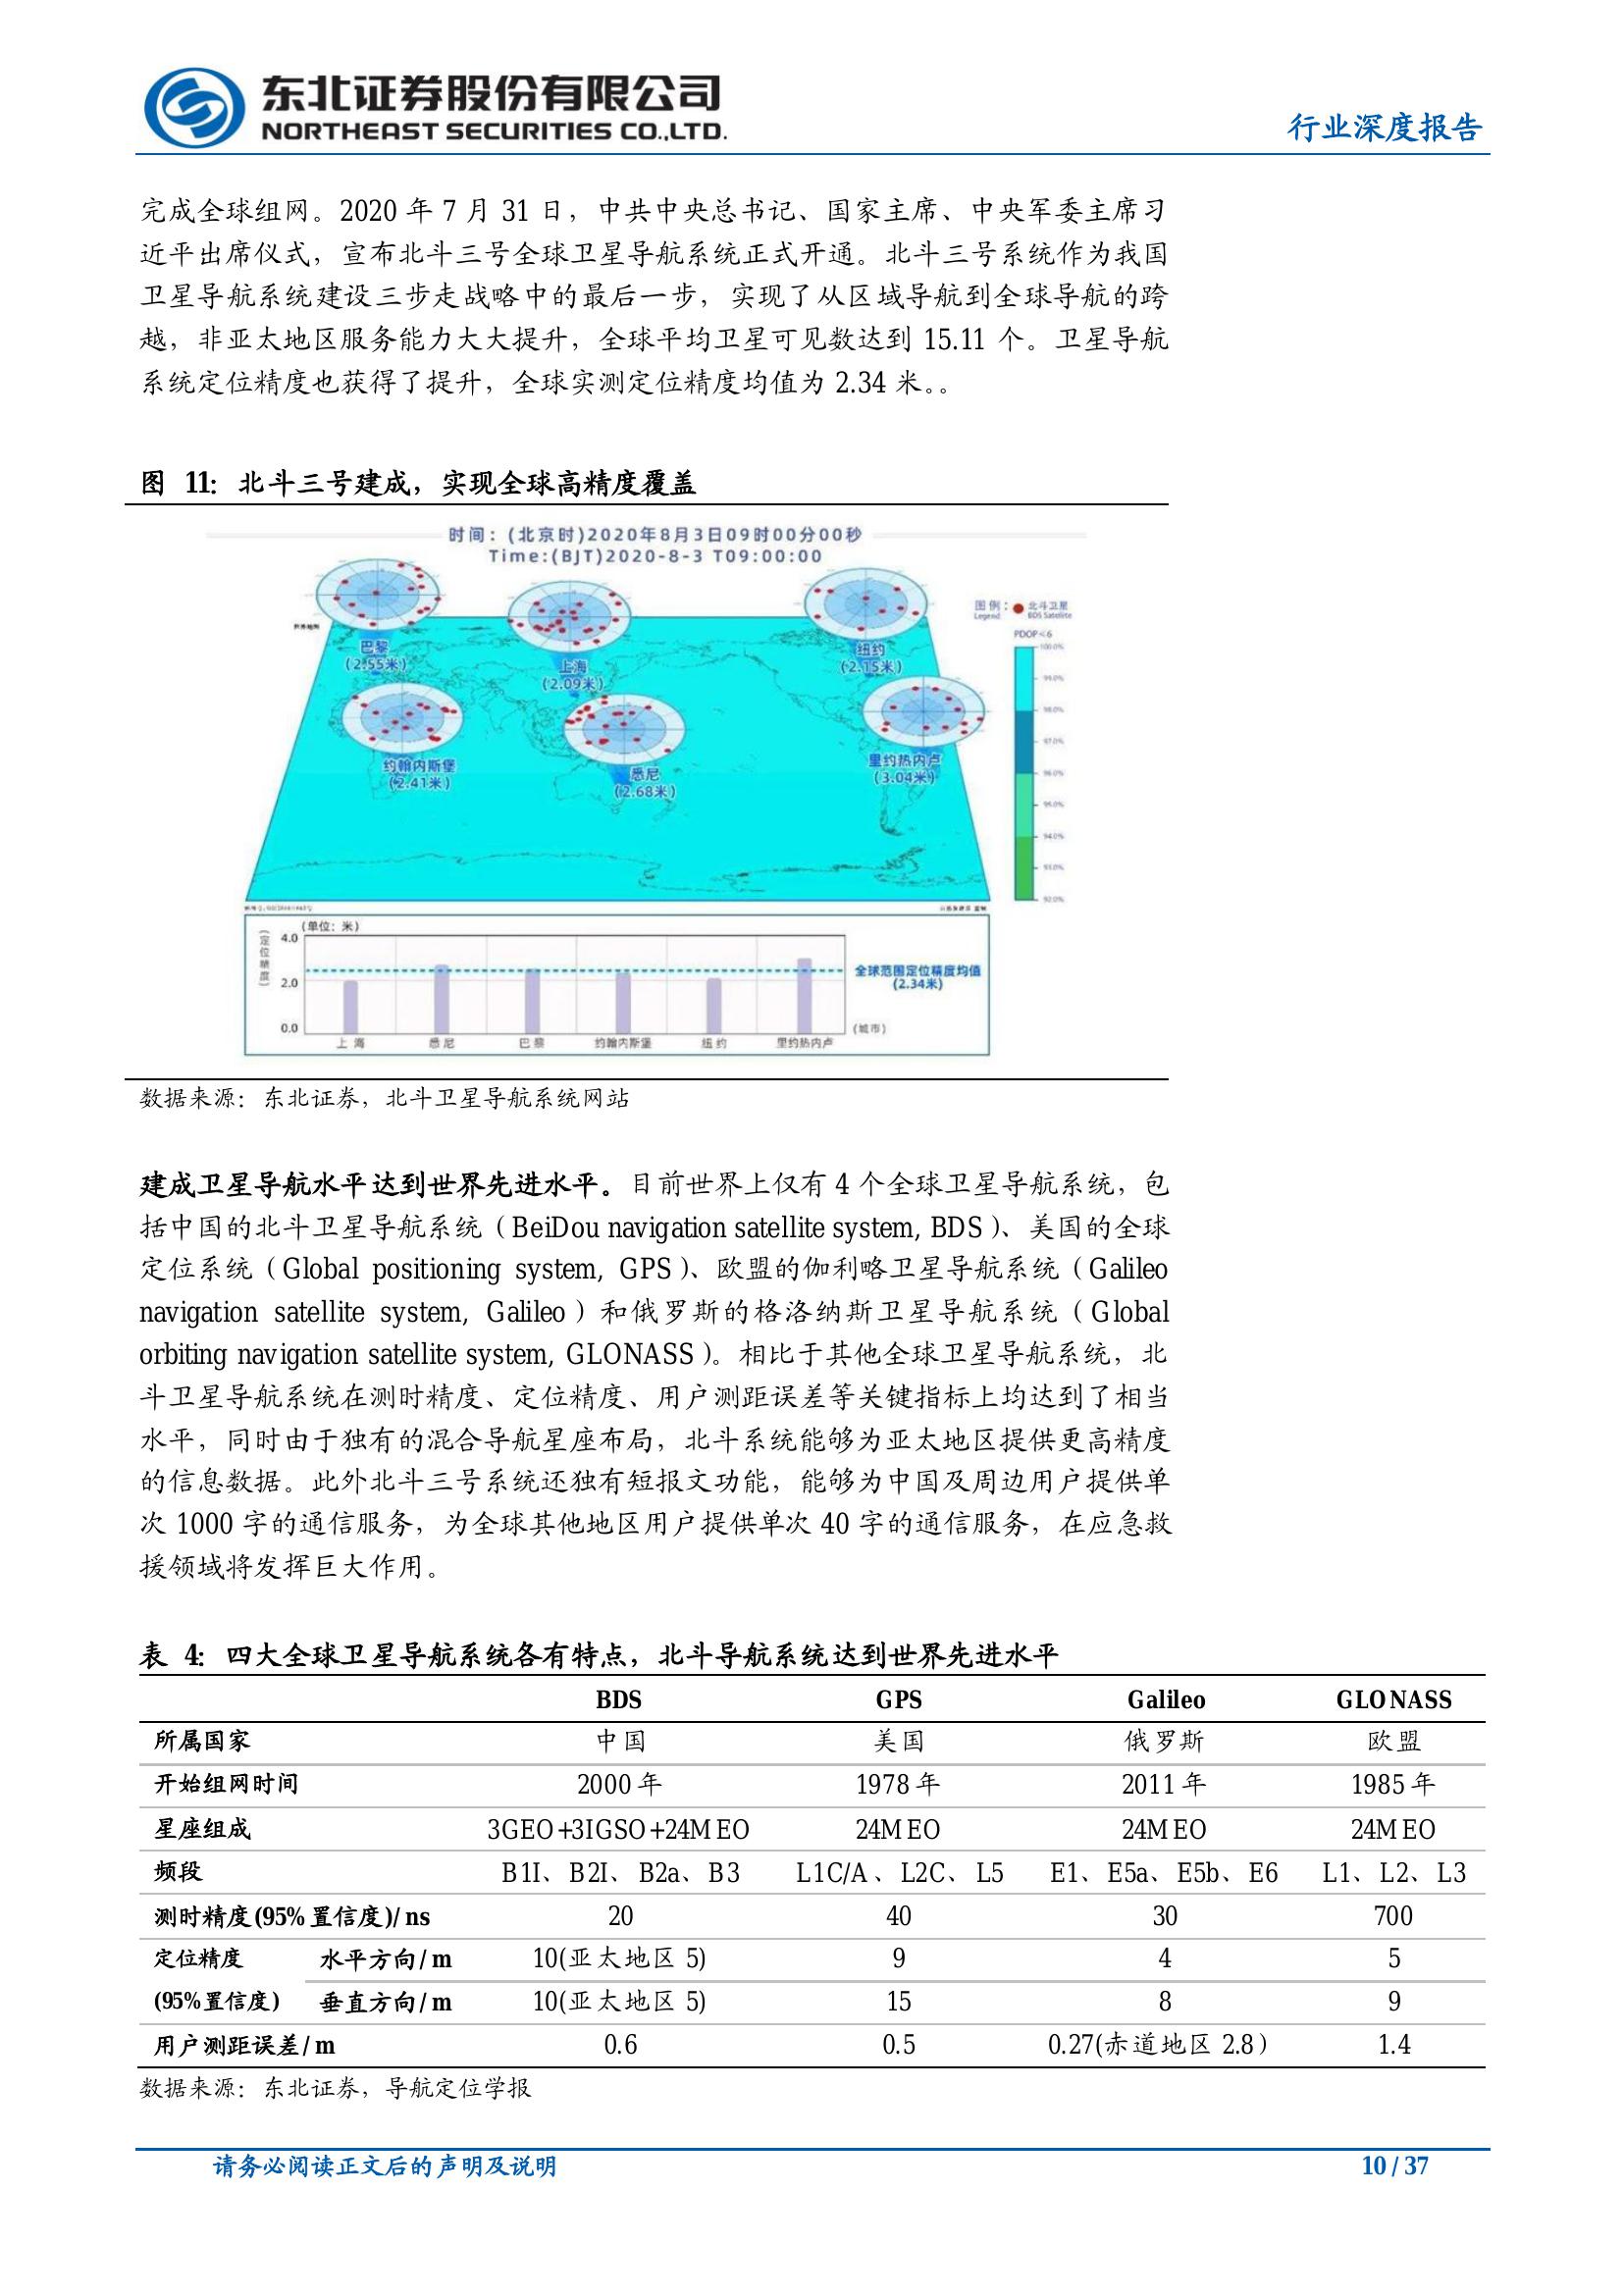 东北证券股份有限公司
NORTHEAST SECURITIES CO.,LTD.
行业深度报告
完成全球组网。2020 年 7 月 31 日，中共中央总书记、国家主席、中央军委主席习
近平出席仪式，宣布北斗三号全球卫星导航系统正式开通。北斗三号系统作为我国
卫星导航系统建设三步走战略中的最后一步，实现了从区域导航到全球导航的跨
越，非亚太地区服务能力大大提升，全球平均卫星可见数达到 15.11 个。卫星导航
系统定位精度也获得了提升，全球实测定位精度均值为 2.34 米。。
图 11：北斗三号建成，实现全球高精度覆盖
时间：(北京时)2020年8月3日09时00分00秒
Time:(BJT)2020-8-3 T09:00:00
图例：
Legend
北斗卫星
BDS Satellite
PDOP<6
巴黎
(2.55米)
上海
(2.09米)
纽约
(2.15米)
约翰内斯堡
(2.41米)
悉尼
(2.68米)
里约热内卢
(3.04米)
100.0%
99.0%
98.0%
97.0%
96.0%
95.0%
94.0%
93.0%
92.0%
(单位：米)
(定位精度)
4.0
2.0
0.0
全球范围定位精度均值
(2.34米)
(城市)
上海 悉尼 巴黎 约翰内斯堡 纽约 里约热内卢
数据来源：东北证券，北斗卫星导航系统网站
建成卫星导航水平达到世界先进水平。目前世界上仅有 4 个全球卫星导航系统，包
括中国的北斗卫星导航系统（BeiDou navigation satellite system, BDS）、美国的全球
定位系统（Global positioning system, GPS）、欧盟的伽利略卫星导航系统（Galileo
navigation satellite system, Galileo）和俄罗斯的格洛纳斯卫星导航系统（Global
orbiting navigation satellite system, GLONASS）。相比于其他全球卫星导航系统，北
斗卫星导航系统在测时精度、定位精度、用户测距误差等关键指标上均达到了相当
水平，同时由于独有的混合导航星座布局，北斗系统能够为亚太地区提供更高精度
的信息数据。此外北斗三号系统还独有短报文功能，能够为中国及周边用户提供单
次 1000 字的通信服务，为全球其他地区用户提供单次 40 字的通信服务，在应急救
援领域将发挥巨大作用。
表 4：四大全球卫星导航系统各有特点，北斗导航系统达到世界先进水平
BDS GPS Galileo GLONASS
所属国家 中国 美国 俄罗斯 欧盟
开始组网时间 2000 年 1978 年 2011 年 1985 年
星座组成 3GEO+3IGSO+24MEO 24MEO 24MEO 24MEO
频段 B1I、B2I、B2a、B3 L1C/A、L2C、L5 E1、E5a、E5b、E6 L1、L2、L3
测时精度(95%置信度)/ns 20 40 30 700
定位精度 水平方向/m 10(亚太地区 5) 9 4 5
(95%置信度) 垂直方向/m 10(亚太地区 5) 15 8 9
用户测距误差/m 0.6 0.5 0.27(赤道地区 2.8） 1.4
数据来源：东北证券，导航定位学报
请务必阅读正文后的声明及说明
10 / 37